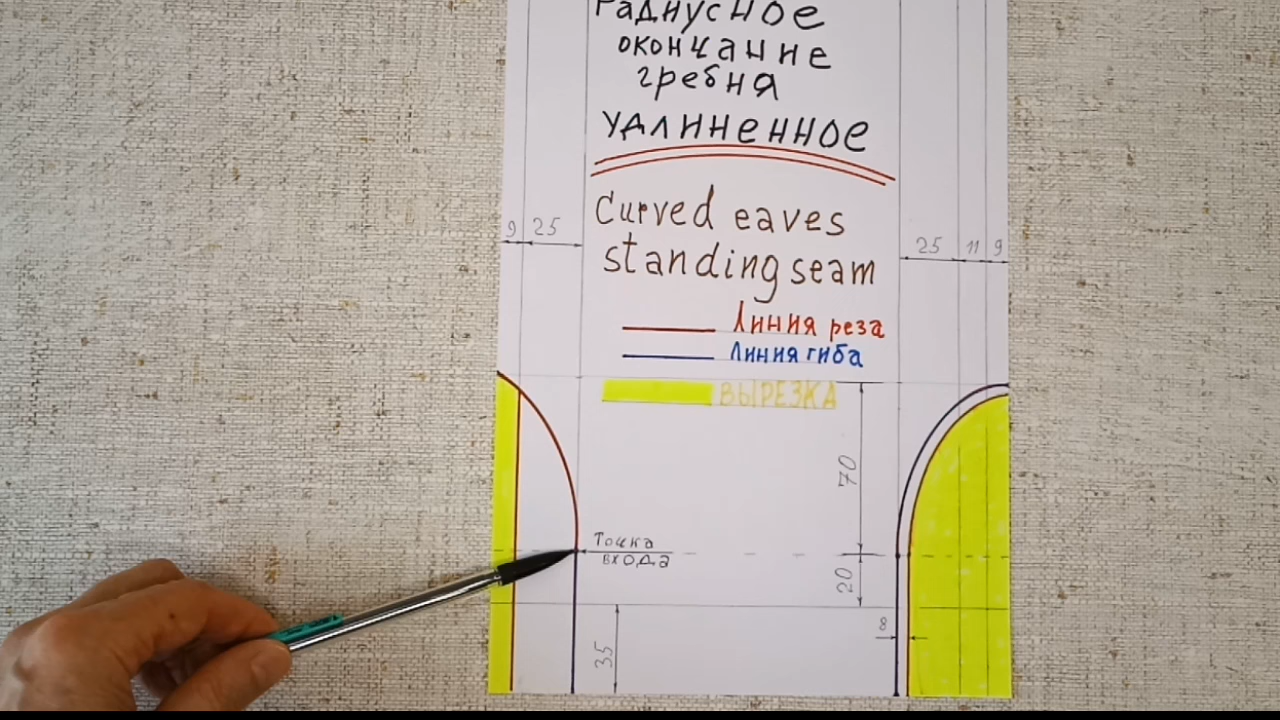 Радиусное
окончание
гребня
удлиненное
Curved eaves
standing seam
9 25
25 11 9
Линия реза
Линия гиба
ВЫРЕЗКА
70
Точка
входа
20
8
35